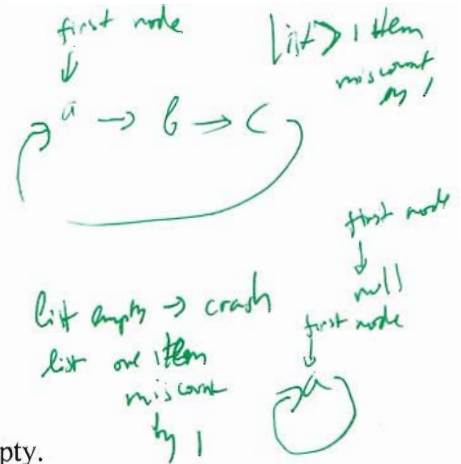 first node
list > 1 item
miscount
by 1
a → b → c
first node
null
list empty → crash
first node
list one item
miscount
by 1
a
pty.